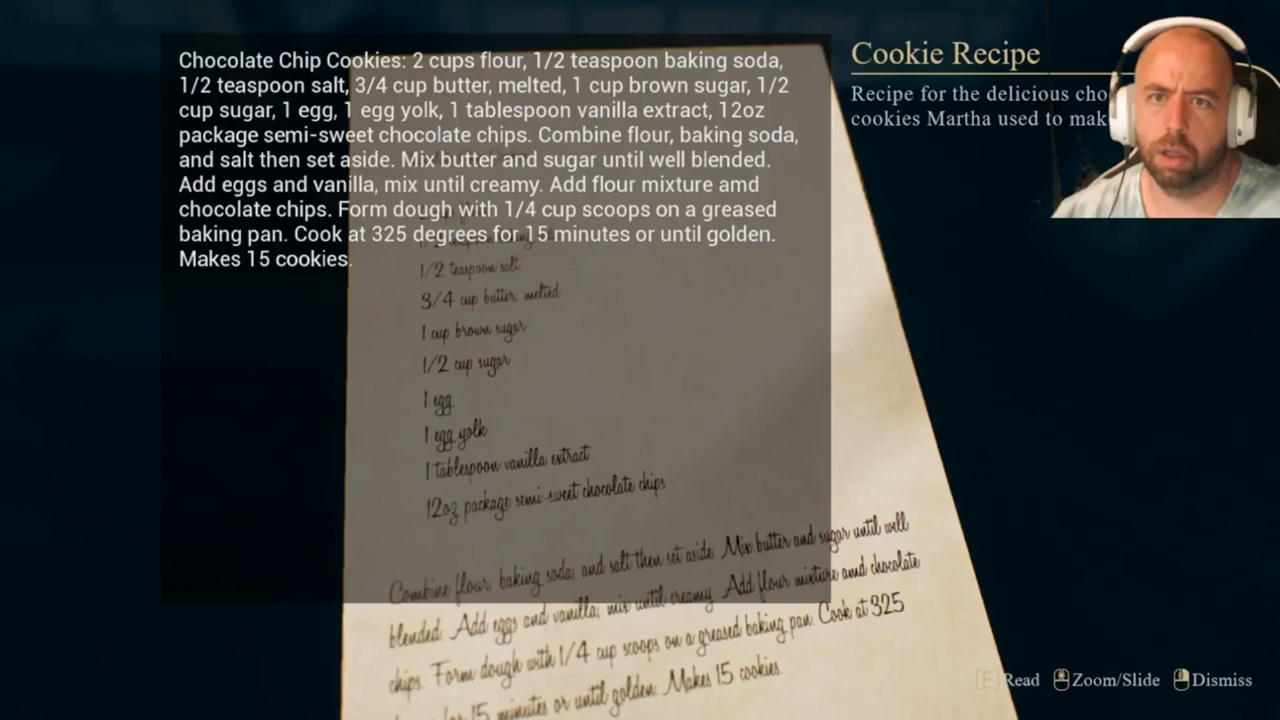 Chocolate Chip Cookies: 2 cups flour, 1/2 teaspoon baking soda,
1/2 teaspoon salt, 3/4 cup butter, melted, 1 cup brown sugar, 1/2
cup sugar, 1 egg, 1 egg yolk, 1 tablespoon vanilla extract, 12oz
package semi-sweet chocolate chips. Combine flour, baking soda,
and salt then set aside. Mix butter and sugar until well blended.
Add eggs and vanilla, mix until creamy. Add flour mixture amd
chocolate chips. Form dough with 1/4 cup scoops on a greased
baking pan. Cook at 325 degrees for 15 minutes or until golden.
Makes 15 cookies.
Cookie Recipe
Recipe for the delicious cho
cookies Martha used to mak
1/2 teaspoon salt
3/4 cup butter, melted
1 cup brown sugar
1/2 cup sugar
1 egg
1 egg yolk
1 tablespoon vanilla extract
12oz package semi-sweet chocolate chips
Combine flour, baking soda, and salt then set aside. Mix butter and sugar until well
blended. Add eggs and vanilla, mix until creamy. Add flour mixture amd chocolate
chips. Form dough with 1/4 cup scoops on a greased baking pan. Cook at 325
for 15 minutes or until golden. Makes 15 cookies.
[E] Read Zoom/Slide Dismiss